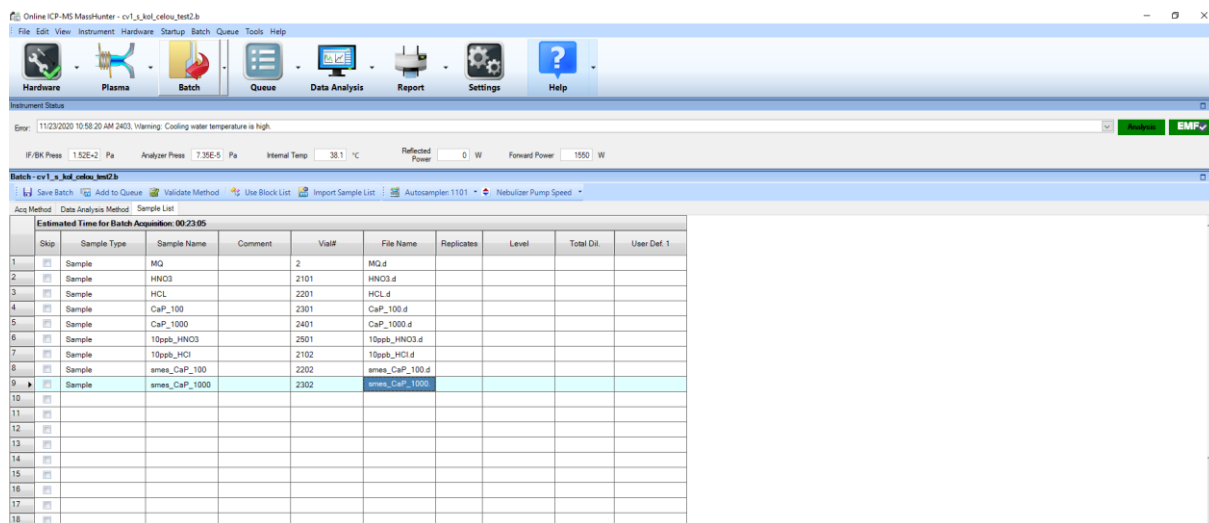 Online ICP-MS MassHunter - cv1_s_kol_celou_test2.b
File Edit View Instrument Hardware Startup Batch Queue Tools Help
Hardware Plasma Batch Queue Data Analysis Report Settings Help
Instrument Status
Error: 11/23/2020 10:58:20 AM 2403, Warning: Cooling water temperature is high. Analysis EMF
IF/BK Press 1.52E+2 Pa Analyzer Press 7.35E-5 Pa Internal Temp 38.1 °C Reflected Power 0 W Forward Power 1550 W
Batch - cv1_s_kol_celou_test2.b
Save Batch Add to Queue Validate Method Use Block List Import Sample List Autosampler: 1101 Nebulizer Pump Speed
Acq Method Data Analysis Method Sample List
Estimated Time for Batch Acquisition: 00:23:05
Skip Sample Type Sample Name Comment Vial# File Name Replicates Level Total Dil. User Def. 1
1 Sample MQ 2 MQ.d
2 Sample HNO3 2101 HNO3.d
3 Sample HCL 2201 HCL.d
4 Sample CaP_100 2301 CaP_100.d
5 Sample CaP_1000 2401 CaP_1000.d
6 Sample 10ppb_HNO3 2501 10ppb_HNO3.d
7 Sample 10ppb_HCl 2102 10ppb_HCl.d
8 Sample smes_CaP_100 2202 smes_CaP_100.d
9 Sample smes_CaP_1000 2302 smes_CaP_1000.
10
11
12
13
14
15
16
17
18